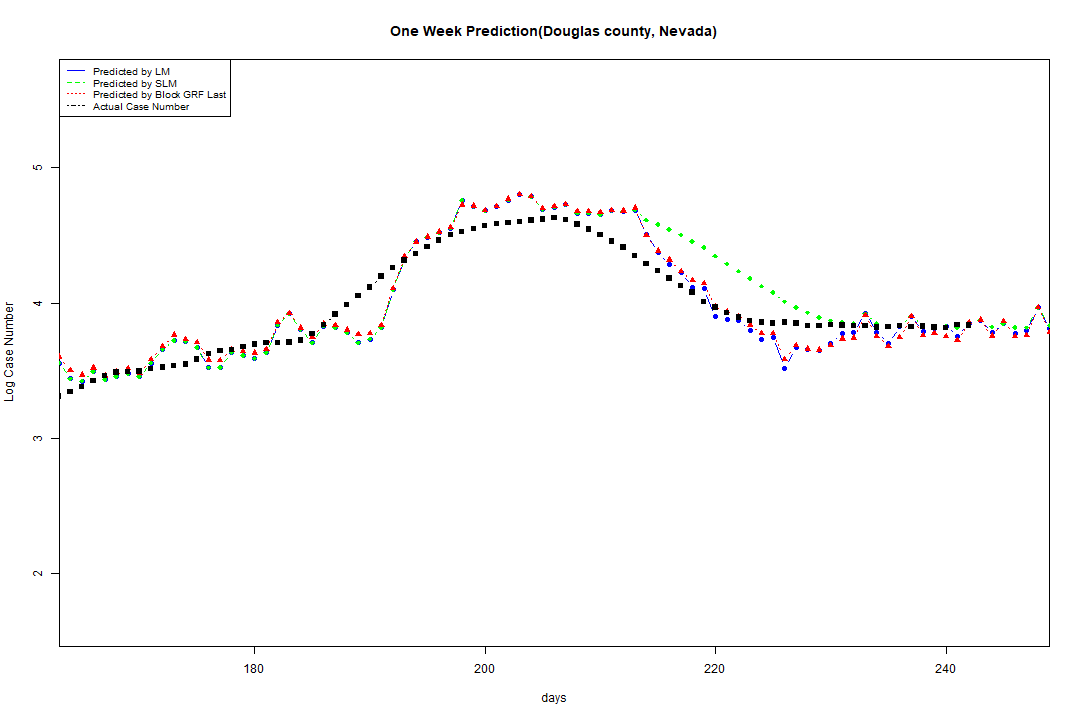 One Week Prediction(Douglas county, Nevada)
Predicted by LM
Predicted by SLM
Predicted by Block GRF Last
Actual Case Number
5
4
3
2
Log Case Number
180 200 220 240
days